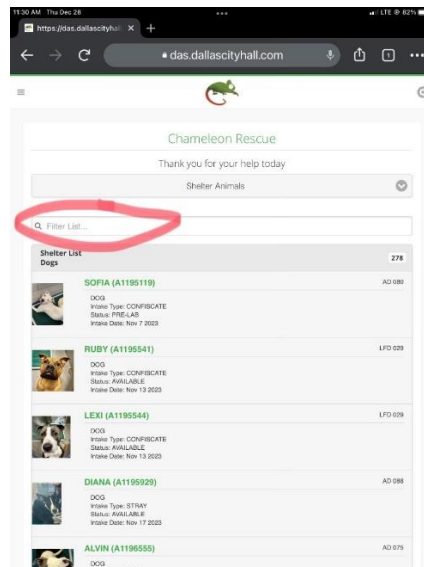 11:30 AM Thu Dec 28
LTE 62%
https://das.dallascityhal
das.dallascityhall.com
1
Chameleon Rescue
Thank you for your help today
Shelter Animals
Filter List...
Shelter List
Dogs
278
SOFIA (A1195119)
AD 080
DOG
Intake Type: CONFISCATE
Status: PRE-LAB
Intake Date: Nov 7 2023
RUBY (A1195541)
LFD 029
DOG
Intake Type: CONFISCATE
Status: AVAILABLE
Intake Date: Nov 13 2023
LEXI (A1195544)
LFD 029
DOG
Intake Type: CONFISCATE
Status: AVAILABLE
Intake Date: Nov 13 2023
DIANA (A1195929)
AD 088
DOG
Intake Type: STRAY
Status: AVAILABLE
Intake Date: Nov 17 2023
ALVIN (A1196555)
AD 075
DOG